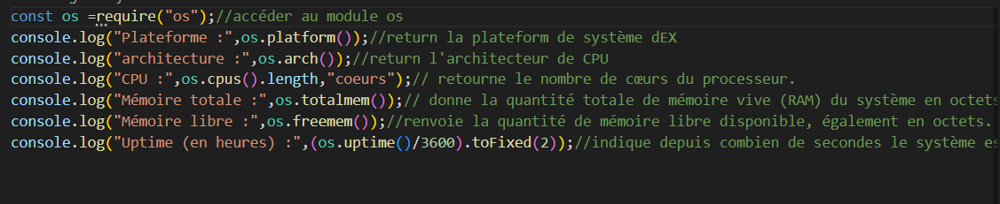 const os =require("os");//accéder au module os
console.log("Plateforme :",os.platform());//return la plateform de système dEX
console.log("architecture :",os.arch());//return l'architecteur de CPU
console.log("CPU :",os.cpus().length,"coeurs");// retourne le nombre de cœurs du processeur.
console.log("Mémoire totale :",os.totalmem());// donne la quantité totale de mémoire vive (RAM) du système en octets
console.log("Mémoire libre :",os.freemem());//renvoie la quantité de mémoire libre disponible, également en octets.
console.log("Uptime (en heures) :",(os.uptime()/3600).toFixed(2));//indique depuis combien de secondes le système es